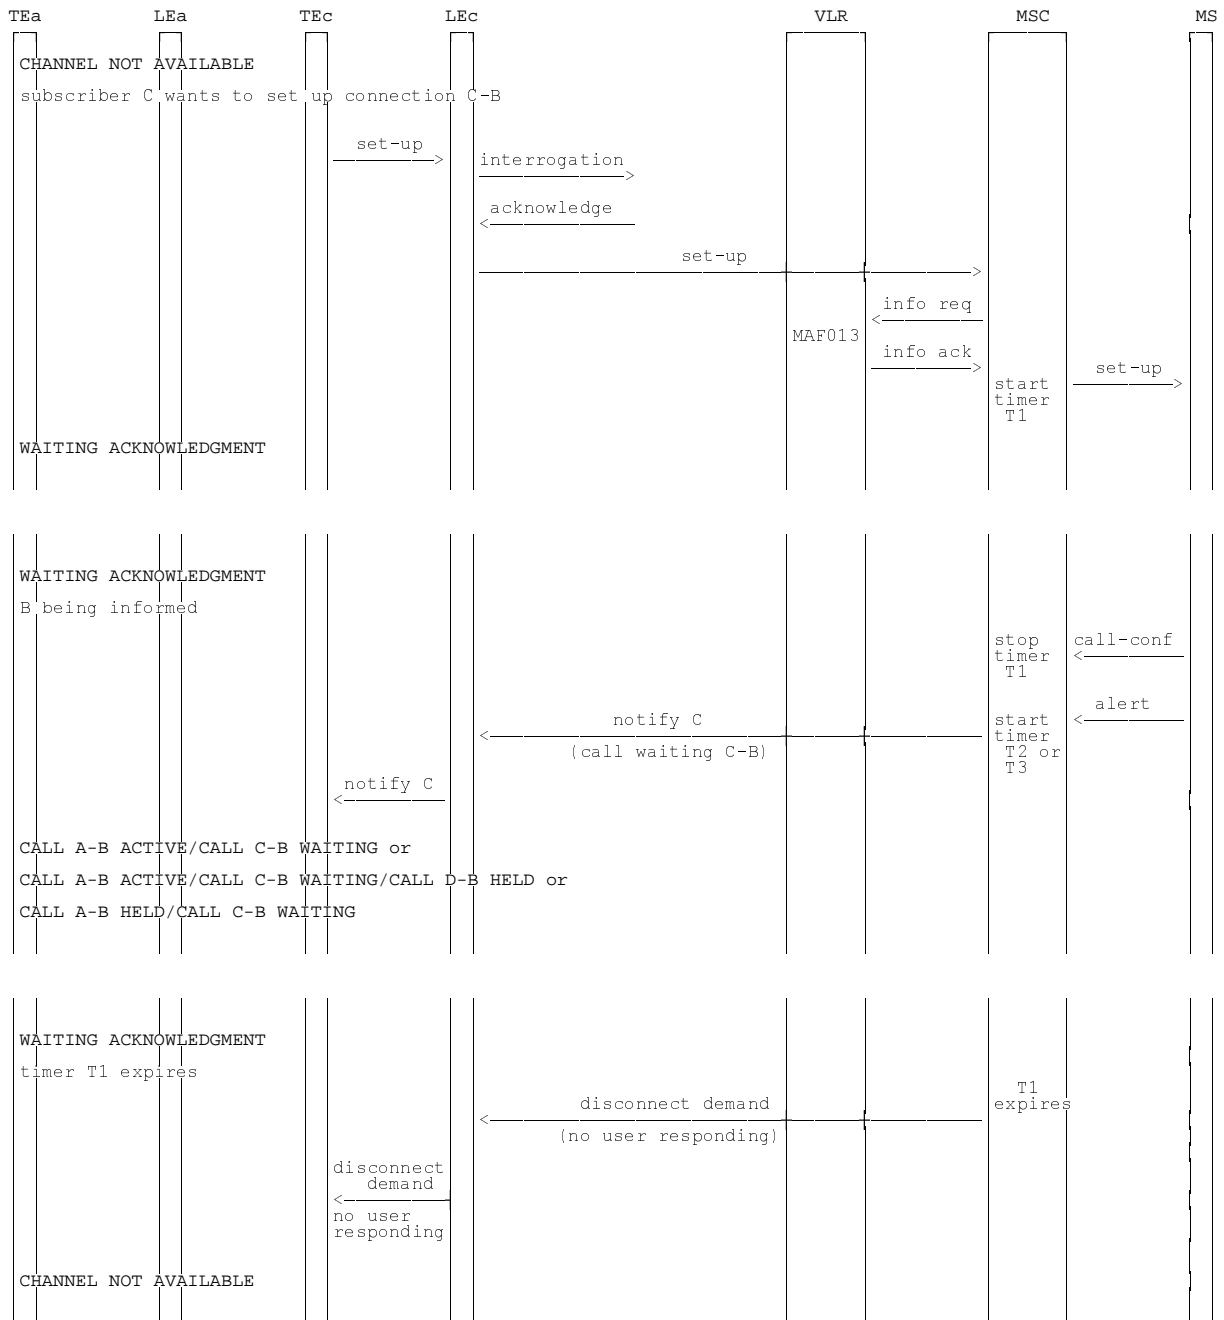 TEa LEa TEc LEc VLR MSC MS
CHANNEL NOT AVAILABLE
subscriber C wants to set up connection C-B
set-up
interrogation
acknowledge
set-up
info req
MAF013
info ack
set-up
start
timer
T1
WAITING ACKNOWLEDGMENT
WAITING ACKNOWLEDGMENT
B being informed
stop
timer
T1
call-conf
alert
notify C
(call waiting C-B)
start
timer
T2 or
T3
notify C
CALL A-B ACTIVE/CALL C-B WAITING or
CALL A-B ACTIVE/CALL C-B WAITING/CALL D-B HELD or
CALL A-B HELD/CALL C-B WAITING
WAITING ACKNOWLEDGMENT
timer T1 expires
T1
expires
disconnect demand
(no user responding)
disconnect
demand
no user
responding
CHANNEL NOT AVAILABLE